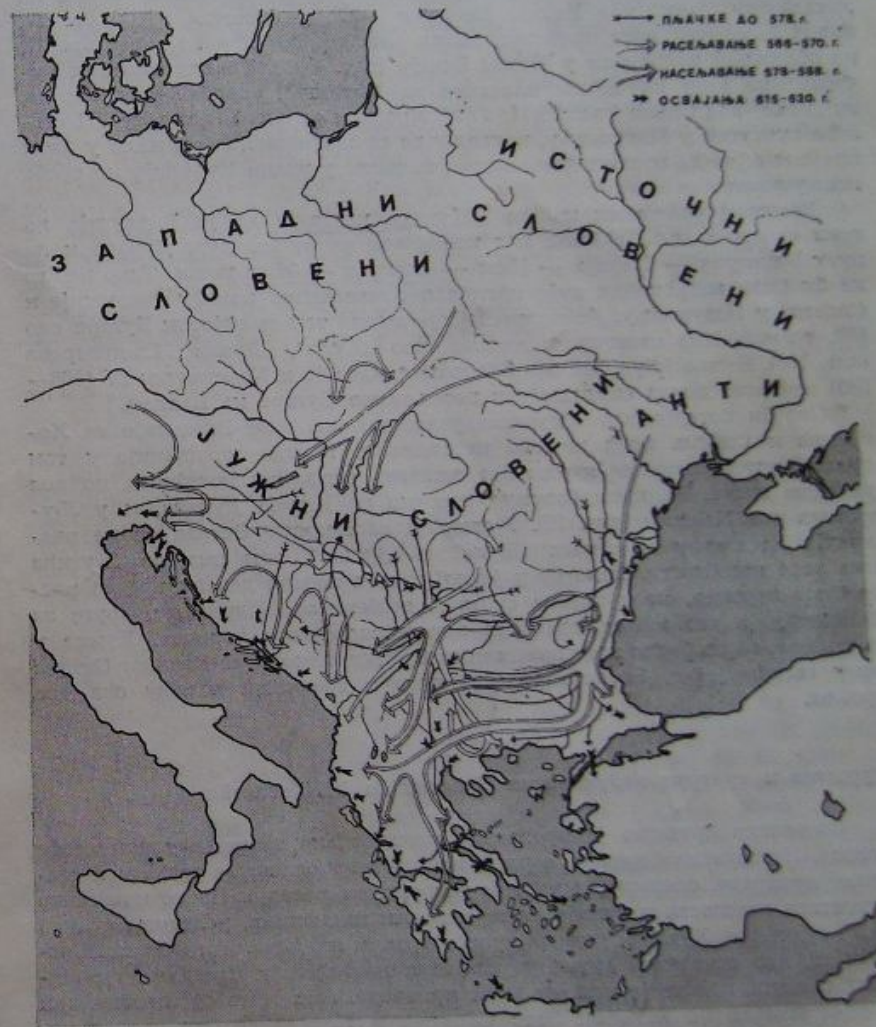 ПЉАЧКЕ ДО 578. г.
РАСЕЉАВАЊЕ 566-570. г.
НАСЕЉАВАЊЕ 578-588. г.
ОСВАЈАЊА 615-620. г.
ИСТОЧНИ
СЛОВЕНИ
ЗАПАДНИ
СЛОВЕНИ
АНТИ
ЈУЖНИ СЛОВЕНИ